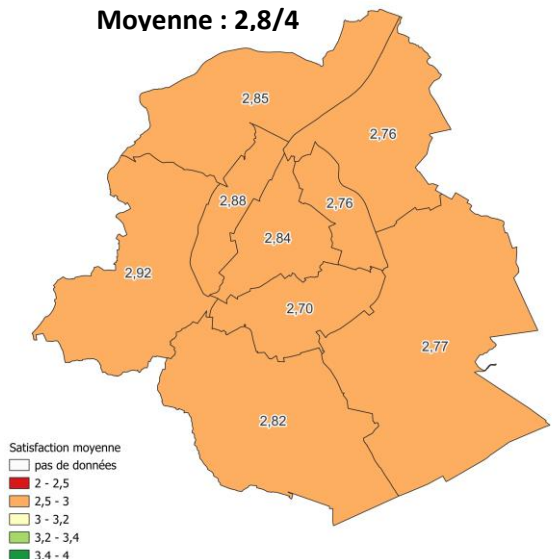 Moyenne : 2,8/4
2,85
2,76
2,88
2,76
2,84
2,92
2,70
2,77
2,82
Satisfaction moyenne
pas de données
2 - 2,5
2,5 - 3
3 - 3,2
3,2 - 3,4
3,4 - 4